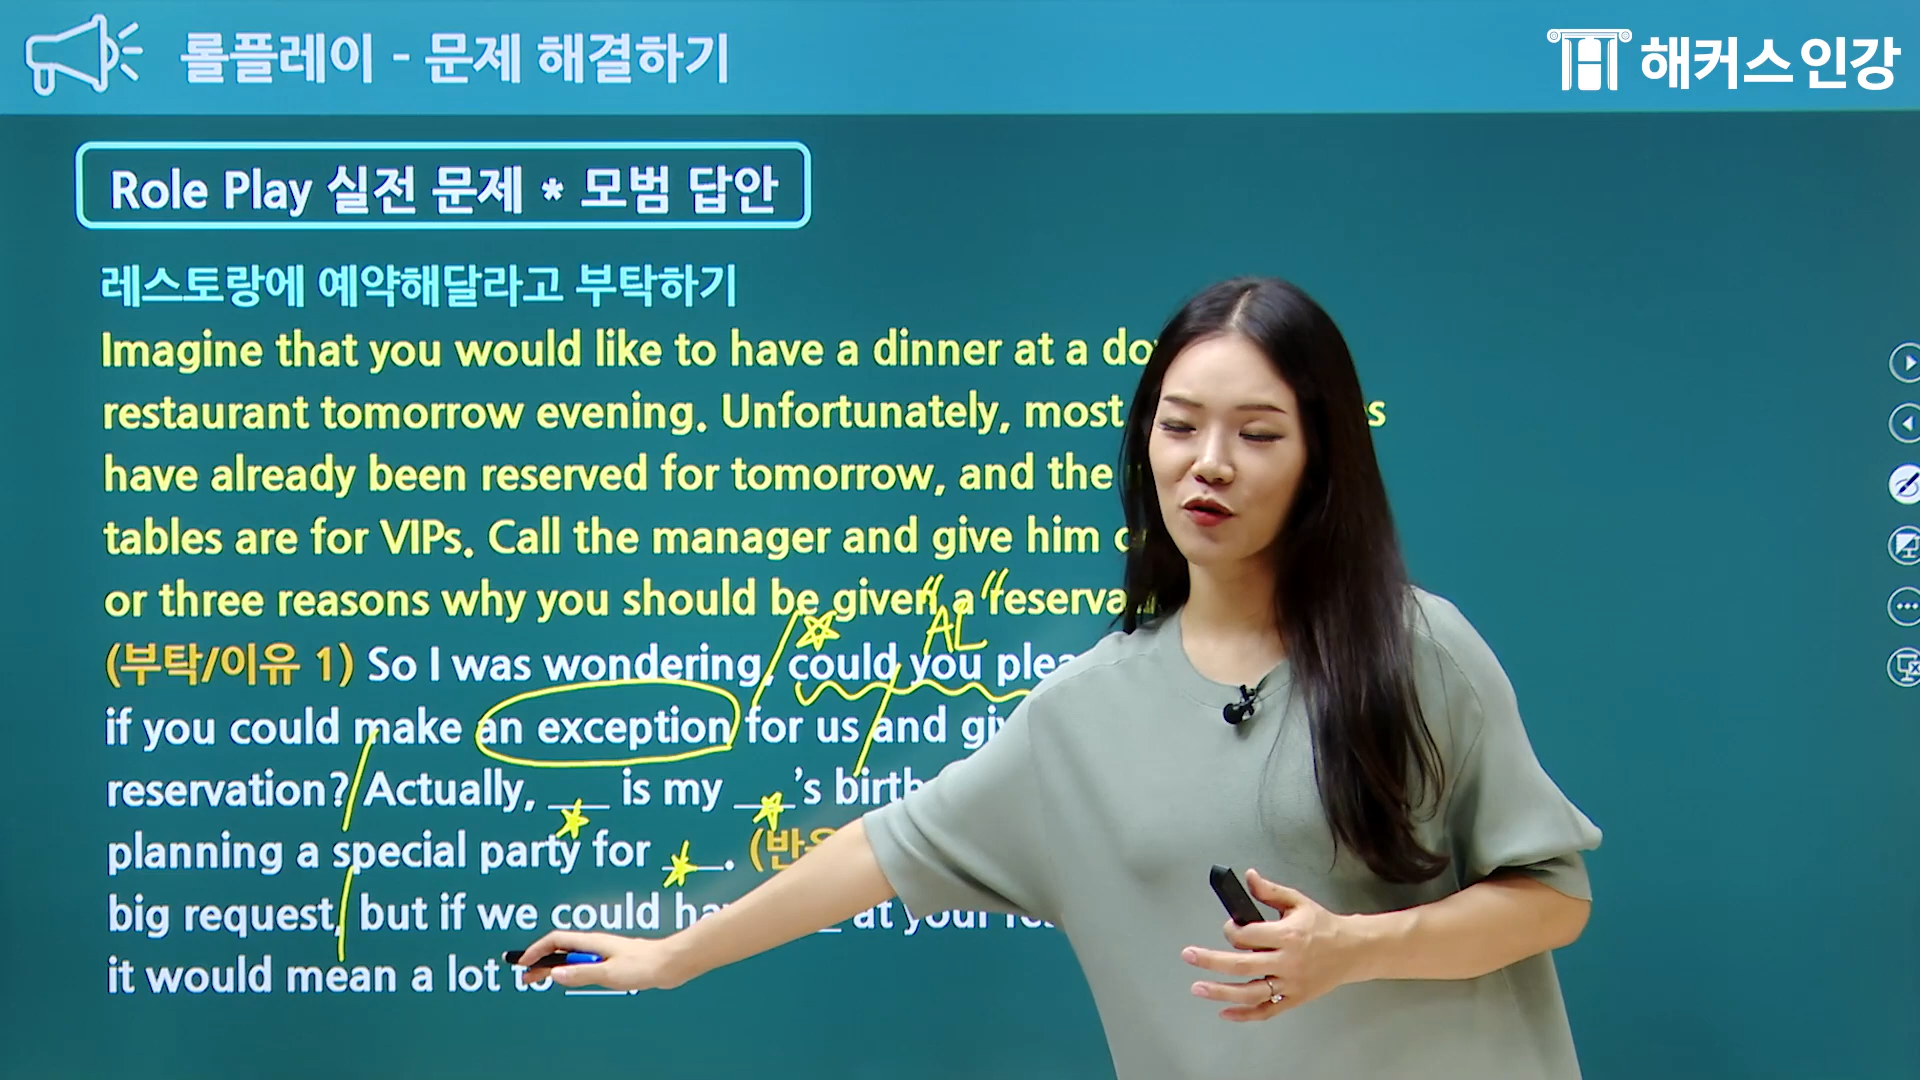 롤플레이 - 문제 해결하기
해커스인강
Role Play 실전 문제 * 모범 답안
레스토랑에 예약해달라고 부탁하기
Imagine that you would like to have a dinner at a
restaurant tomorrow evening. Unfortunately, most
have already been reserved for tomorrow, and the
tables are for VIPs. Call the manager and give him
or three reasons why you should be given a
"AL"
(부탁/이유 1) So I was wondering, could you
if you could make an exception for us and
reservation? Actually, ___ is my ___'s
planning a special party for ___.
big request, but if we could at your
it would mean a lot to ___.